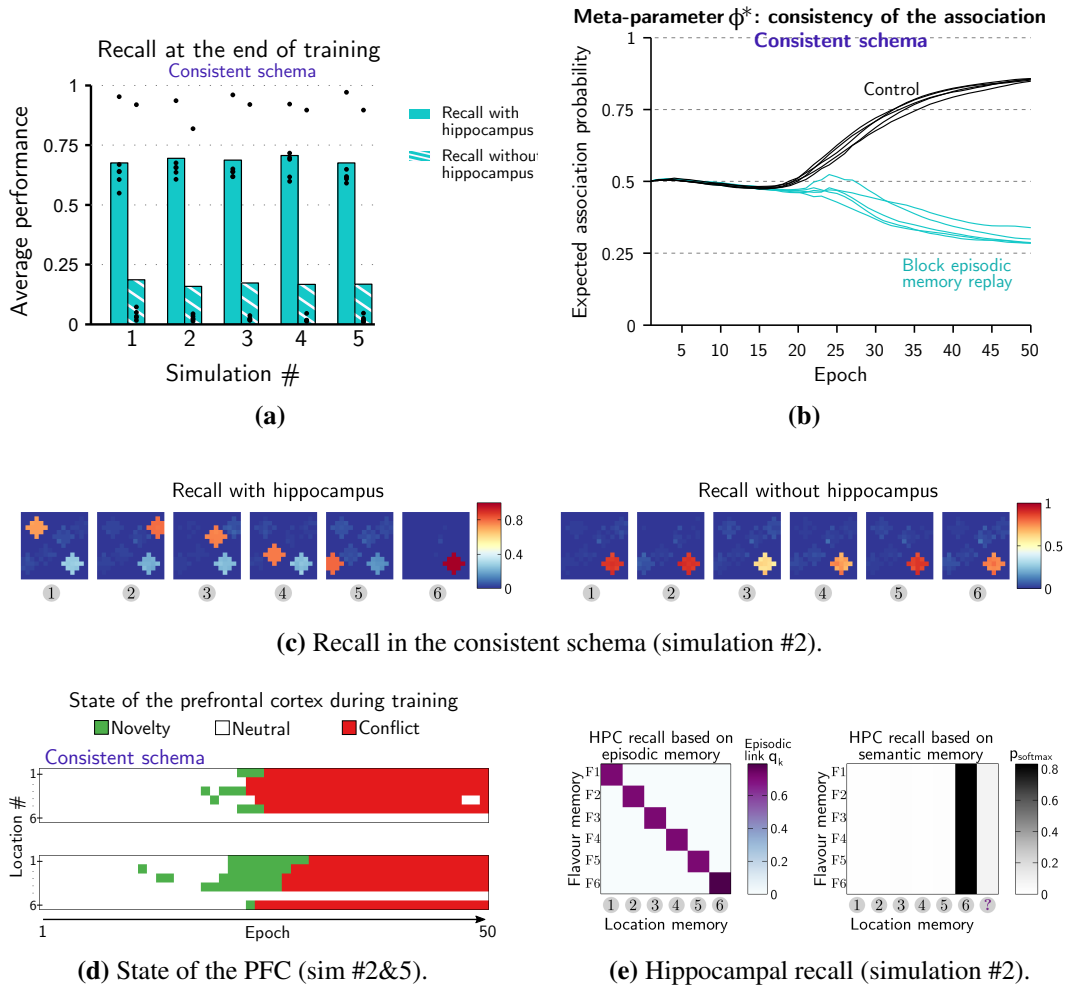 Recall at the end of training
Consistent schema
1
0.75
0.5
0.25
0
Average performance
1 2 3 4 5
Simulation #
Recall with
hippocampus
Recall without
hippocampus
(a)
Meta-parameter ϕ*: consistency of the association
Consistent schema
1
0.75
0.5
0.25
0
Expected association probability
Control
Block episodic
memory replay
5 10 15 20 25 30 35 40 45 50
Epoch
(b)
Recall with hippocampus
0.8
0.4
0
1 2 3 4 5 6
Recall without hippocampus
1
0.5
0
1 2 3 4 5 6
(c) Recall in the consistent schema (simulation #2).
State of the prefrontal cortex during training
Novelty Neutral Conflict
Consistent schema
Location #
1
6
1
6
1 Epoch 50
(d) State of the PFC (sim #2&5).
HPC recall based on
episodic memory
Episodic
link qk
Flavour memory
F1
F2
F3
F4
F5
F6
0.6
0.4
0.2
0
1 2 3 4 5 6
Location memory
HPC recall based on
semantic memory
psoftmax
Flavour memory
F1
F2
F3
F4
F5
F6
0.8
0.6
0.4
0.2
0
1 2 3 4 5 6 ?
Location memory
(e) Hippocampal recall (simulation #2).